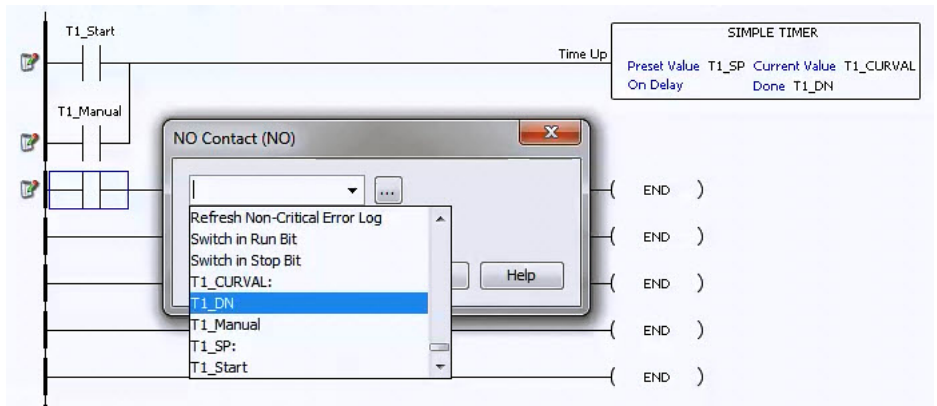 T1_Start
Time Up
SIMPLE TIMER
Preset Value T1_SP Current Value T1_CURVAL
On Delay Done T1_DN
T1_Manual
NO Contact (NO)
...
Refresh Non-Critical Error Log
Switch in Run Bit
Switch in Stop Bit
T1_CURVAL:
T1_DN
T1_Manual
T1_SP:
T1_Start
Help
( END )
( END )
( END )
( END )
( END )